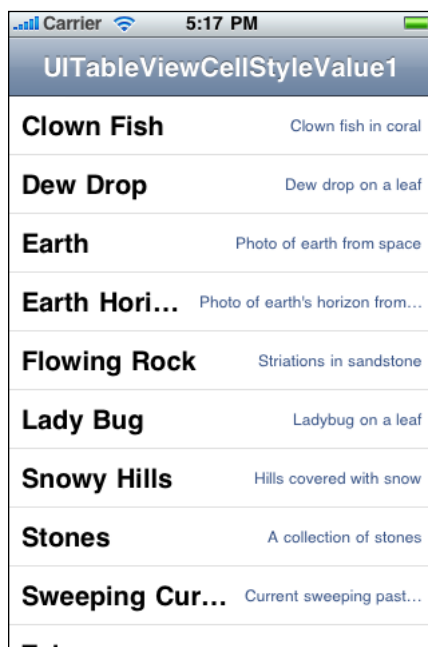 Carrier 5:17 PM
UITableViewCellStyleValue1
Clown Fish Clown fish in coral
Dew Drop Dew drop on a leaf
Earth Photo of earth from space
Earth Hori... Photo of earth's horizon from...
Flowing Rock Striations in sandstone
Lady Bug Ladybug on a leaf
Snowy Hills Hills covered with snow
Stones A collection of stones
Sweeping Cur... Current sweeping past...